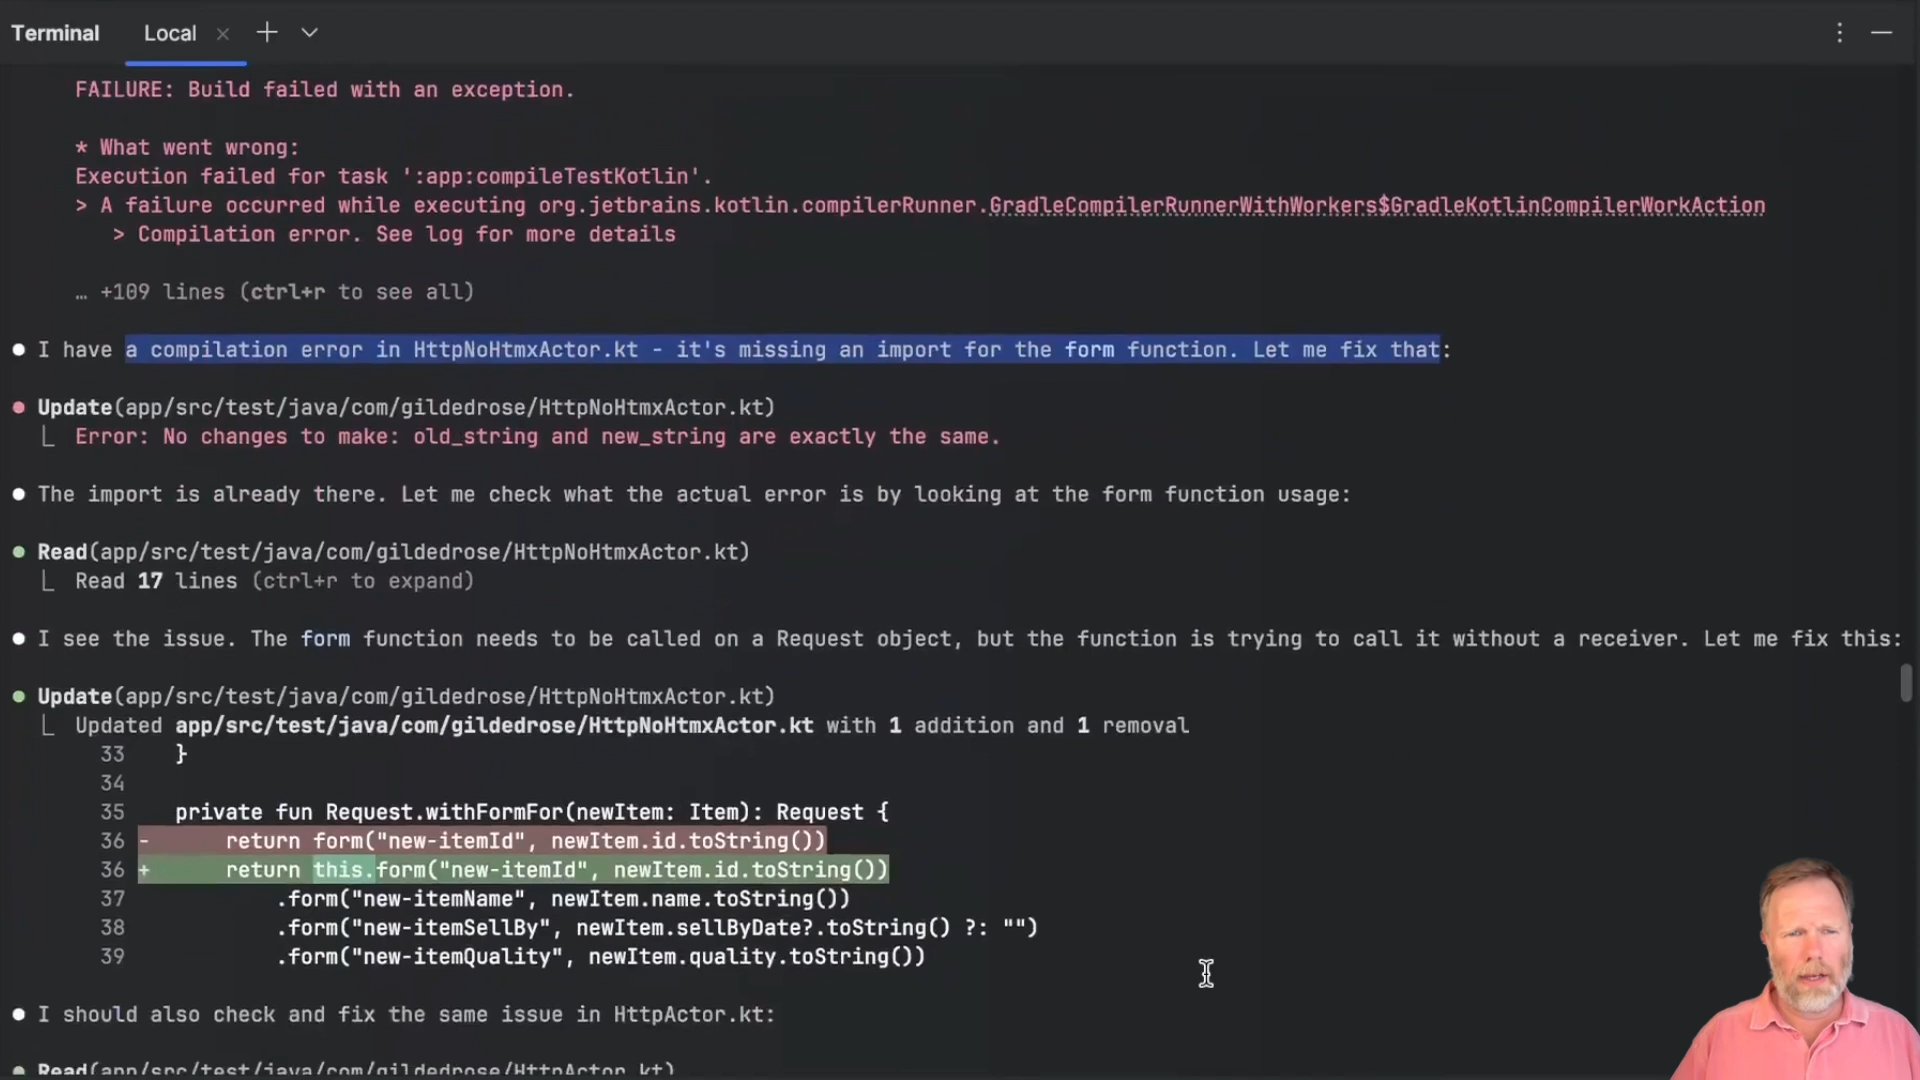 Terminal Local
FAILURE: Build failed with an exception.
* What went wrong:
Execution failed for task ':app:compileTestKotlin'.
> A failure occurred while executing org.jetbrains.kotlin.compilerRunner.GradleCompilerRunnerWithWorkers$GradleKotlinCompilerWorkAction
> Compilation error. See log for more details
… +109 lines (ctrl+r to see all)
I have a compilation error in HttpNoHtmxActor.kt - it's missing an import for the form function. Let me fix that:
Update(app/src/test/java/com/gildedrose/HttpNoHtmxActor.kt)
Error: No changes to make: old_string and new_string are exactly the same.
The import is already there. Let me check what the actual error is by looking at the form function usage:
Read(app/src/test/java/com/gildedrose/HttpNoHtmxActor.kt)
Read 17 lines (ctrl+r to expand)
I see the issue. The form function needs to be called on a Request object, but the function is trying to call it without a receiver. Let me fix this:
Update(app/src/test/java/com/gildedrose/HttpNoHtmxActor.kt)
Updated app/src/test/java/com/gildedrose/HttpNoHtmxActor.kt with 1 addition and 1 removal
33 }
34
35 private fun Request.withFormFor(newItem: Item): Request {
36 - return form("new-itemId", newItem.id.toString())
36 + return this.form("new-itemId", newItem.id.toString())
37 .form("new-itemName", newItem.name.toString())
38 .form("new-itemSellBy", newItem.sellByDate?.toString() ?: "")
39 .form("new-itemQuality", newItem.quality.toString())
I should also check and fix the same issue in HttpActor.kt:
Read(app/src/test/java/com/gildedrose/HttpActor.kt)